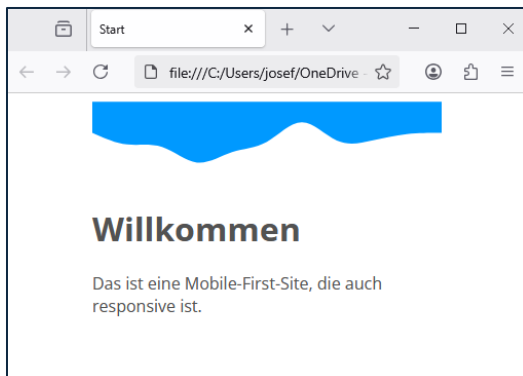 Start
file:///C:/Users/josef/OneDrive -
Willkommen
Das ist eine Mobile-First-Site, die auch
responsive ist.